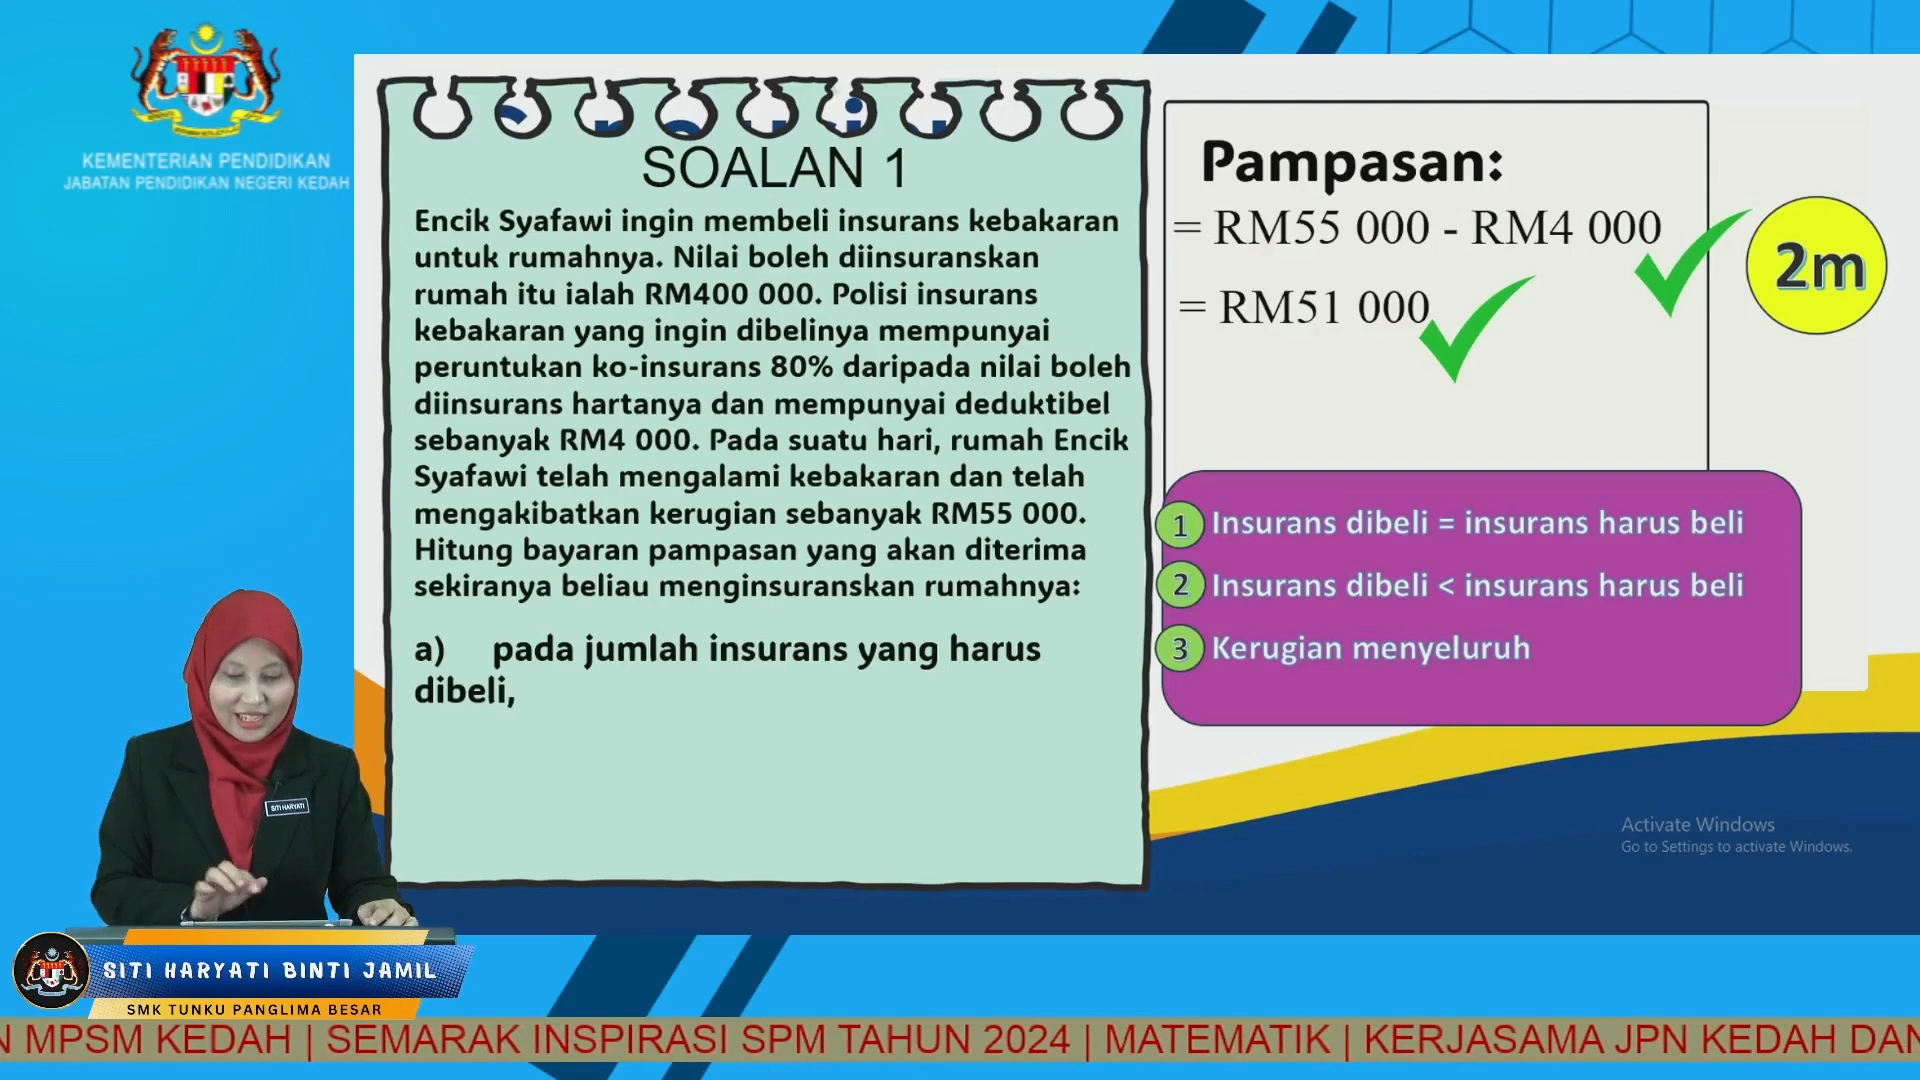 KEMENTERIAN PENDIDIKAN
JABATAN PENDIDIKAN NEGERI KEDAH
SOALAN 1
Encik Syafawi ingin membeli insurans kebakaran
untuk rumahnya. Nilai boleh diinsuranskan
rumah itu ialah RM400 000. Polisi insurans
kebakaran yang ingin dibelinya mempunyai
peruntukan ko-insurans 80% daripada nilai boleh
diinsurans hartanya dan mempunyai deduktibel
sebanyak RM4 000. Pada suatu hari, rumah Encik
Syafawi telah mengalami kebakaran dan telah
mengakibatkan kerugian sebanyak RM55 000.
Hitung bayaran pampasan yang akan diterima
sekiranya beliau menginsuranskan rumahnya:
a) pada jumlah insurans yang harus
dibeli,
Pampasan:
= RM55 000 - RM4 000
= RM51 000
2m
1 Insurans dibeli = insurans harus beli
2 Insurans dibeli < insurans harus beli
3 Kerugian menyeluruh
Activate Windows
Go to Settings to activate Windows.
SITI HARYATI
SITI HARYATI BINTI JAMIL
SMK TUNKU PANGLIMA BESAR
N MPSM KEDAH | SEMARAK INSPIRASI SPM TAHUN 2024 | MATEMATIK | KERJASAMA JPN KEDAH DAN